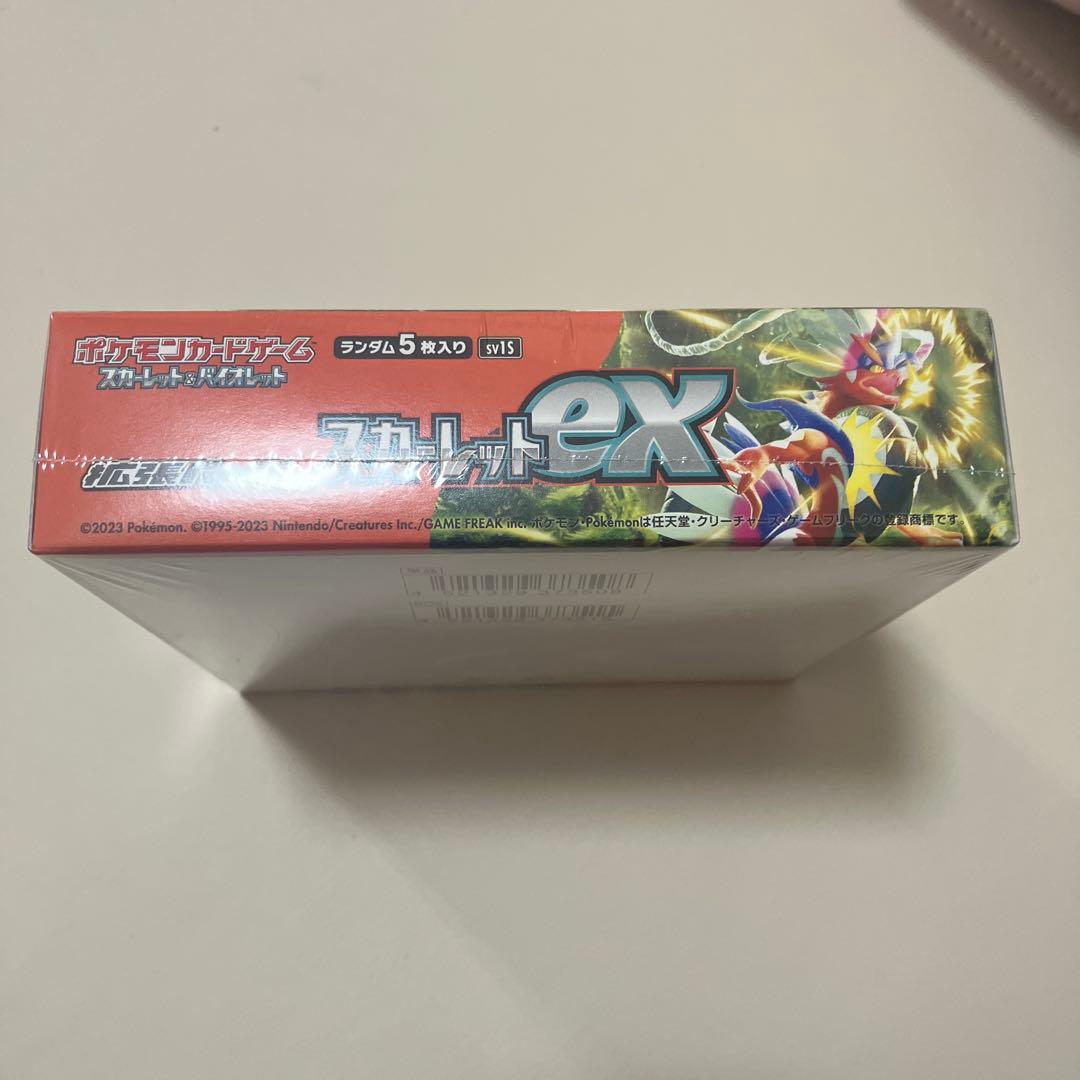 ポケモンカードゲーム
スカーレット&バイオレット
ランダム5枚入り
sv1S
拡張パ
スカーレットex
©2023 Pokémon. ©1995-2023 Nintendo/Creatures Inc./GAME FREAK inc. ポケモン・Pokémonは任天堂・クリーチャーズ・ゲームフリークの登録商標です。